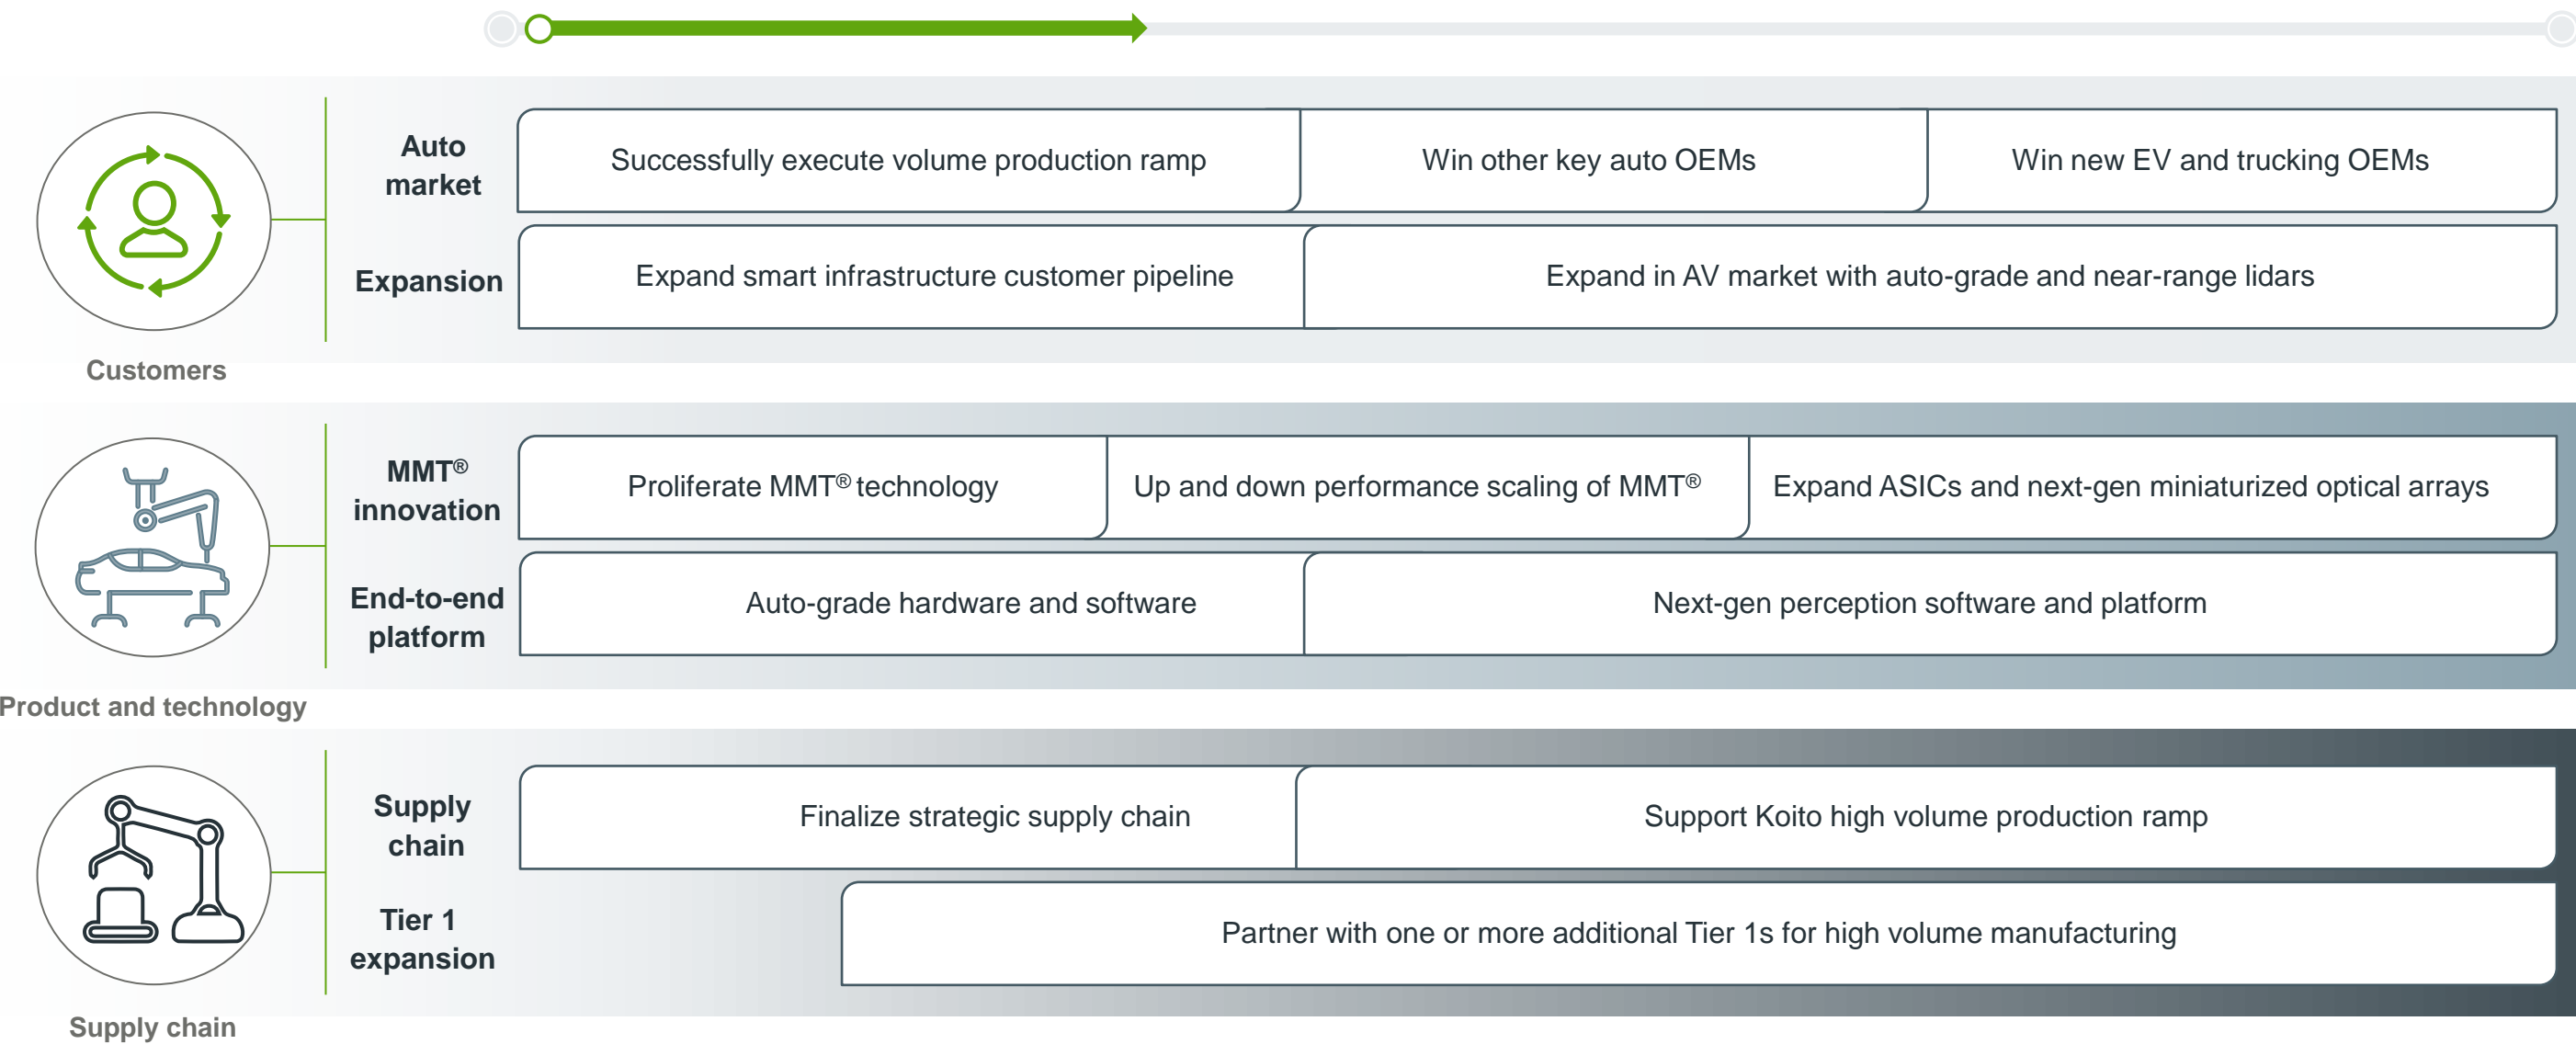 Auto
market
Successfully execute volume production ramp
Win other key auto OEMs
Win new EV and trucking OEMs
Expansion
Expand smart infrastructure customer pipeline
Expand in AV market with auto-grade and near-range lidars
Customers
MMT®
innovation
Proliferate MMT® technology
Up and down performance scaling of MMT®
Expand ASICs and next-gen miniaturized optical arrays
End-to-end
platform
Auto-grade hardware and software
Next-gen perception software and platform
Product and technology
Supply
chain
Finalize strategic supply chain
Support Koito high volume production ramp
Tier 1
expansion
Partner with one or more additional Tier 1s for high volume manufacturing
Supply chain